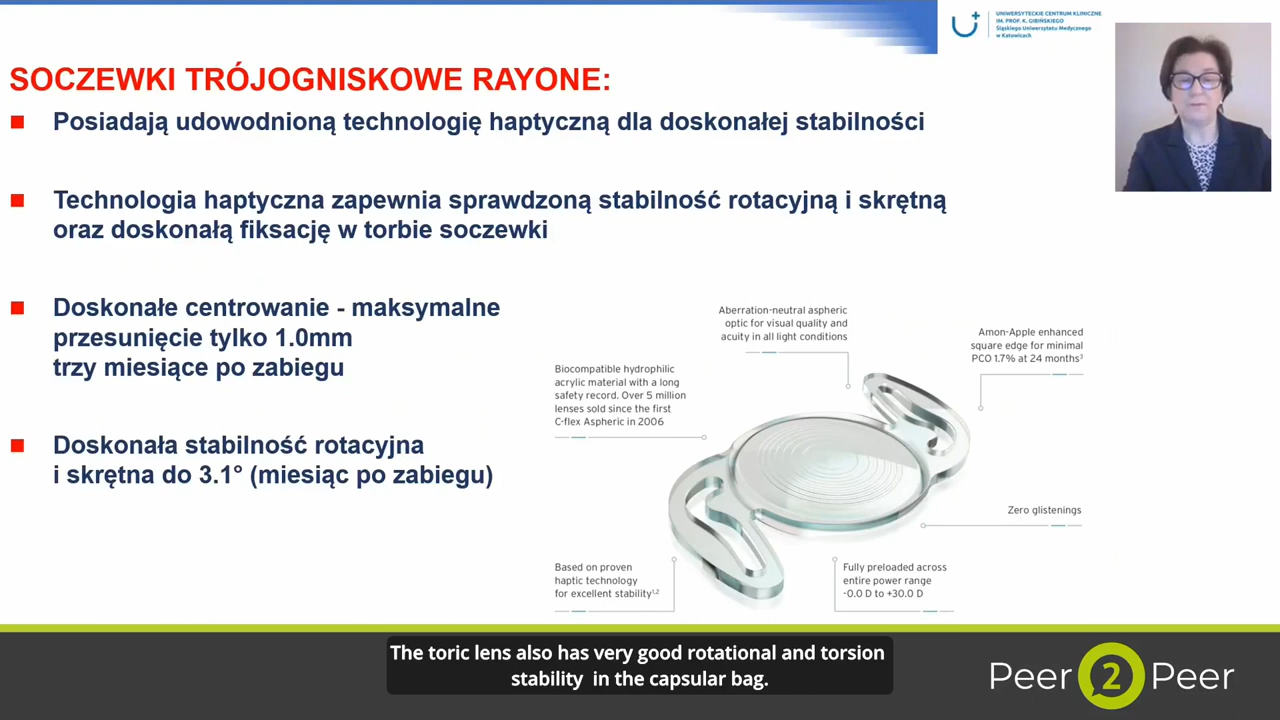 UNIWERSYTECKIE CENTRUM KLINICZNE
IM. PROF. K. GIBIŃSKIEGO
Śląskiego Uniwersytetu Medycznego
w Katowicach
SOCZEWKI TRÓJOGNISKOWE RAYONE:
Posiadają udowodnioną technologię haptyczną dla doskonałej stabilności
Technologia haptyczna zapewnia sprawdzoną stabilność rotacyjną i skrętną
oraz doskonałą fiksację w torbie soczewki
Doskonałe centrowanie - maksymalne
przesunięcie tylko 1.0mm
trzy miesiące po zabiegu
Doskonała stabilność rotacyjna
i skrętna do 3.1° (miesiąc po zabiegu)
Aberration-neutral aspheric
optic for visual quality and
acuity in all light conditions
Amon-Apple enhanced
square edge for minimal
PCO 1.7% at 24 months³
Biocompatible hydrophilic
acrylic material with a long
safety record. Over 5 million
lenses sold since the first
C-flex Aspheric in 2006
Zero glistenings
Based on proven
haptic technology
for excellent stability¹,²
Fully preloaded across
entire power range
-0.0 D to +30.0 D
The toric lens also has very good rotational and torsion
stability in the capsular bag.
Peer 2 Peer